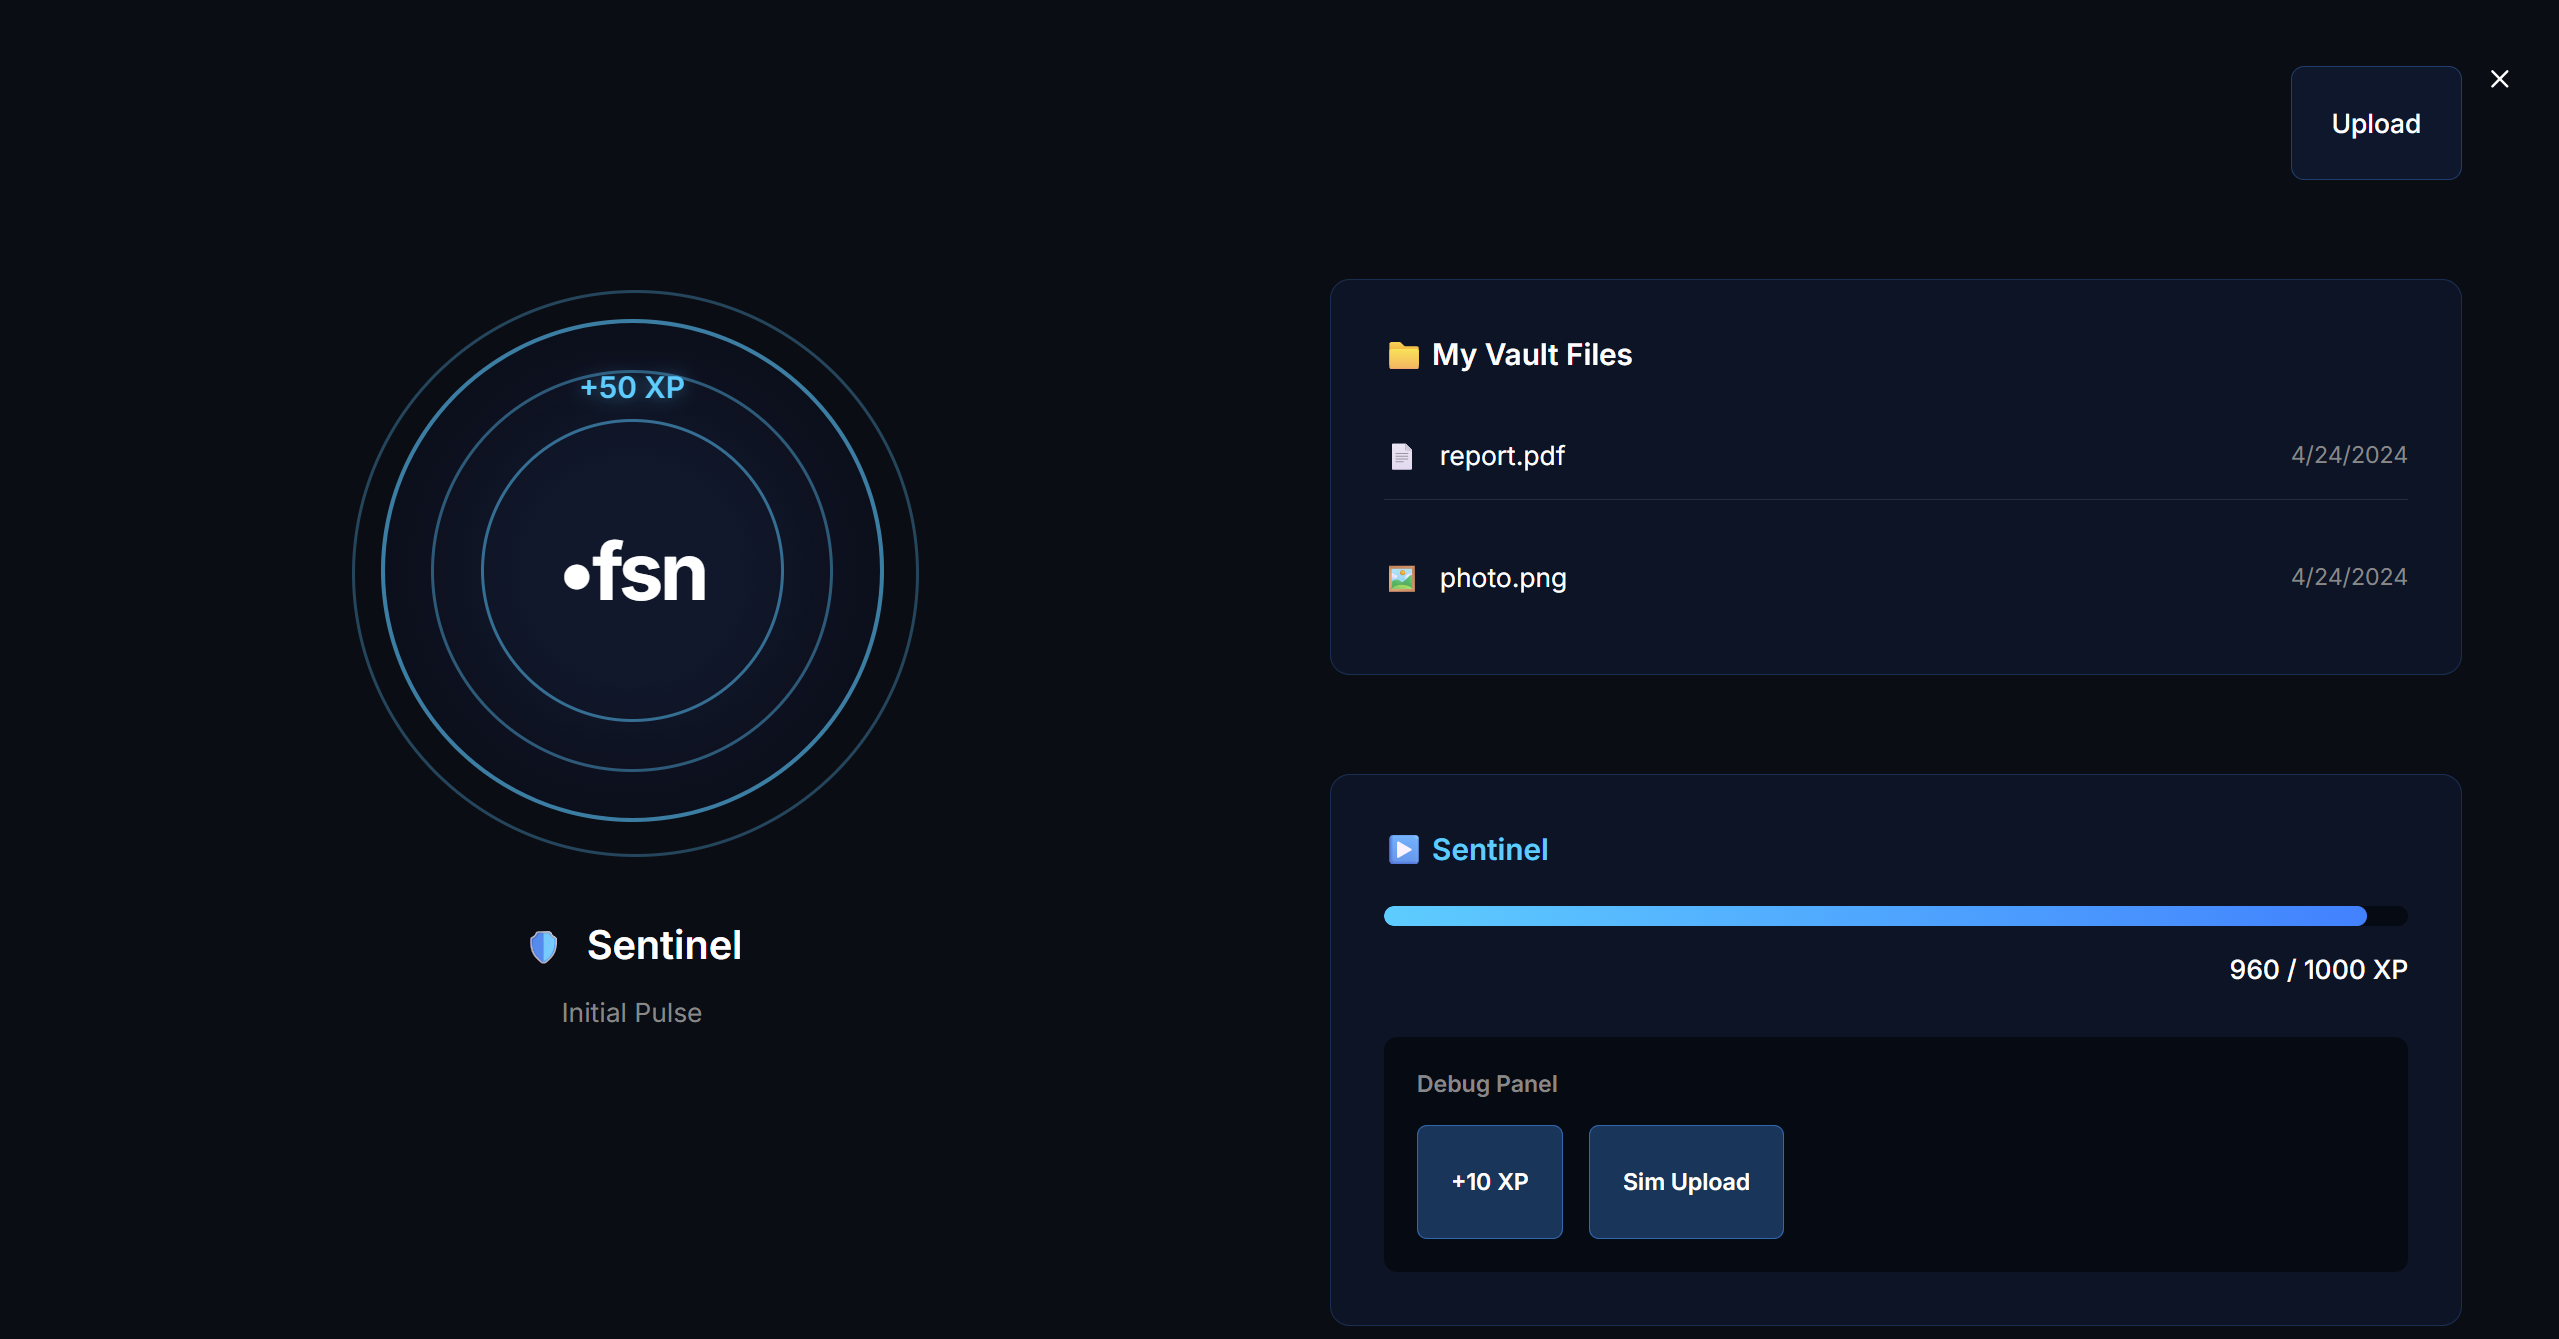 Upload
+50 XP
•fsn
Sentinel
Initial Pulse
My Vault Files
report.pdf 4/24/2024
photo.png 4/24/2024
Sentinel
960 / 1000 XP
Debug Panel
+10 XP Sim Upload